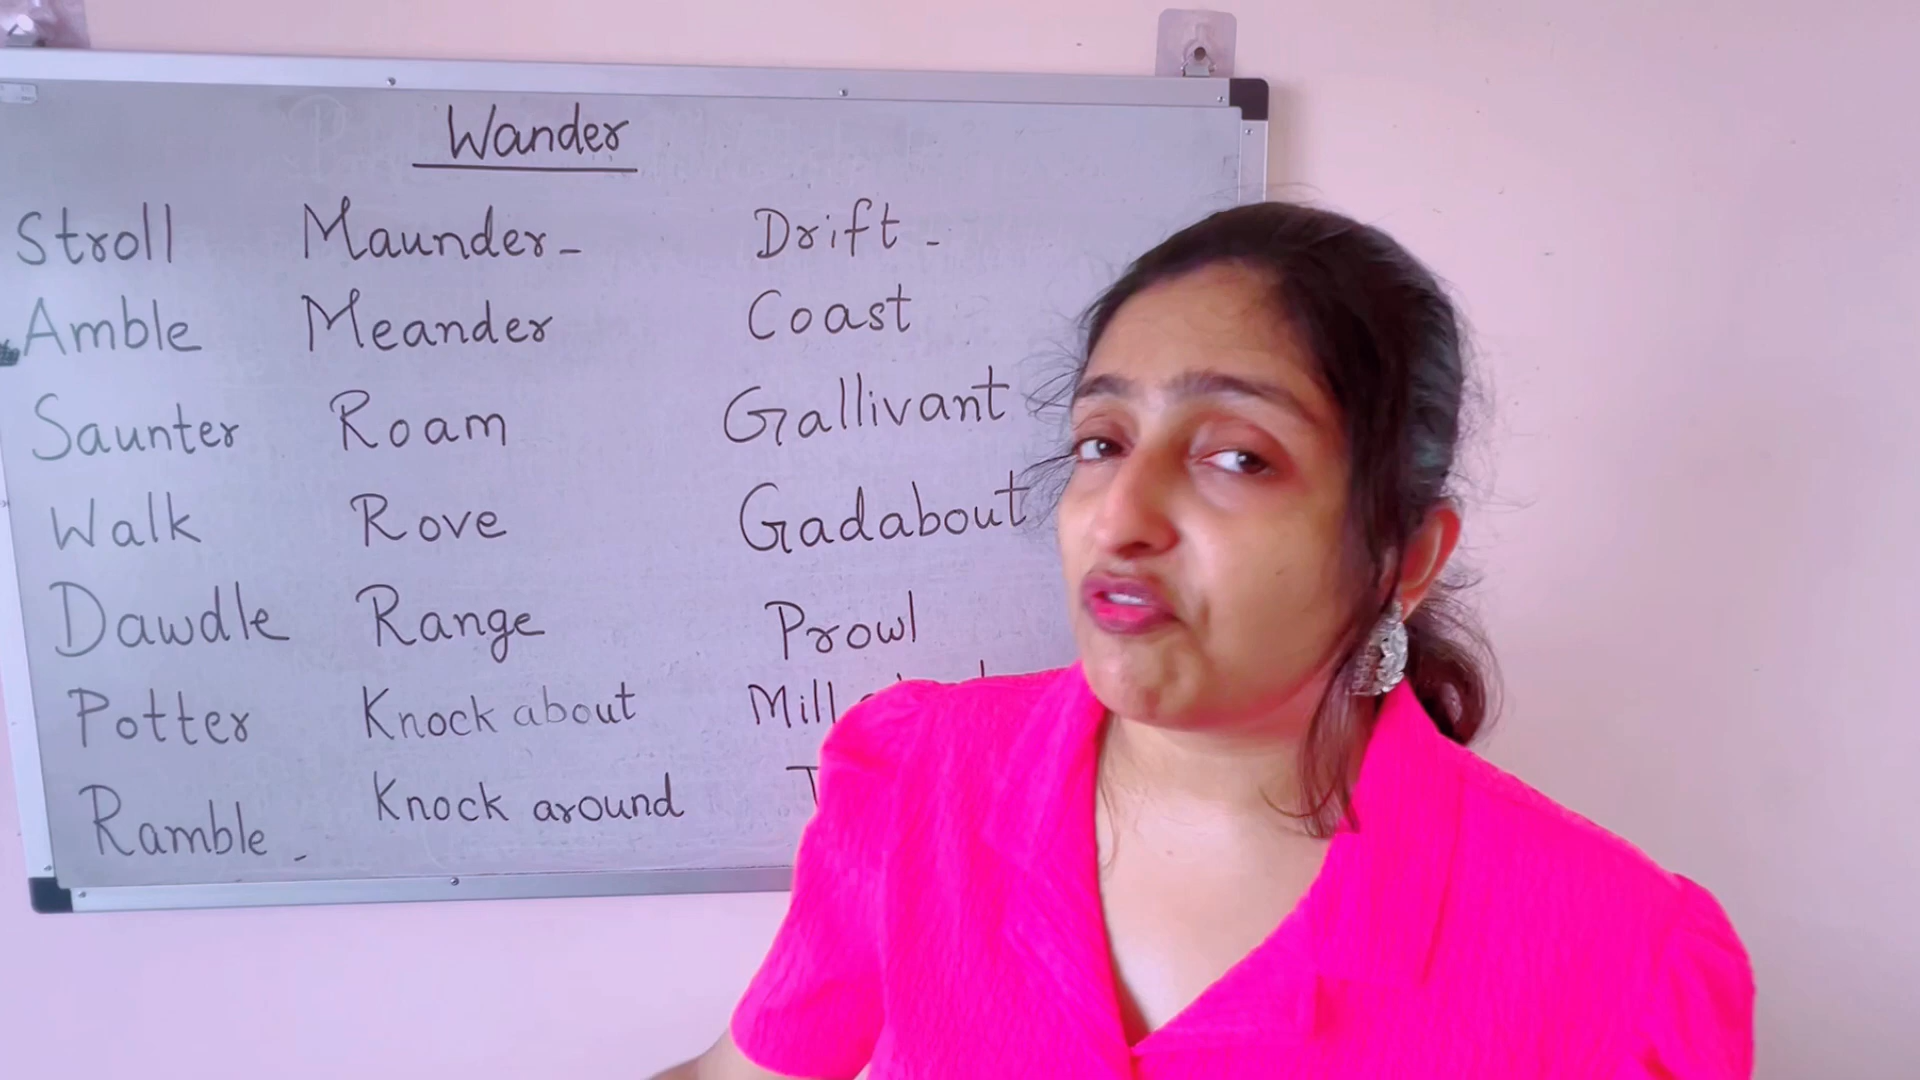 Wander
Stroll
Amble
Saunter
Walk
Dawdle
Potter
Ramble -
Maunder -
Meander
Roam
Rove
Range
Knock about
Knock around
Drift -
Coast
Gallivant
Gadabout
Prowl
Mill